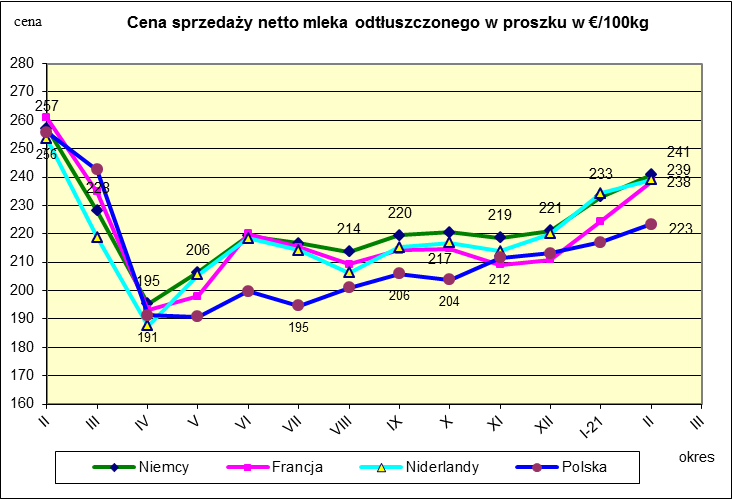 cena
Cena sprzedaży netto mleka odtłuszczonego w proszku w €/100kg
280
270
260
250
240
230
220
210
200
190
180
170
160
257
256
228
195
191
206
195
214
220
206
217
204
219
212
221
233
241
239
238
223
II
III
IV
V
VI
VII
VIII
IX
X
XI
XII
I-21
II
III
okres
Niemcy
Francja
Niderlandy
Polska